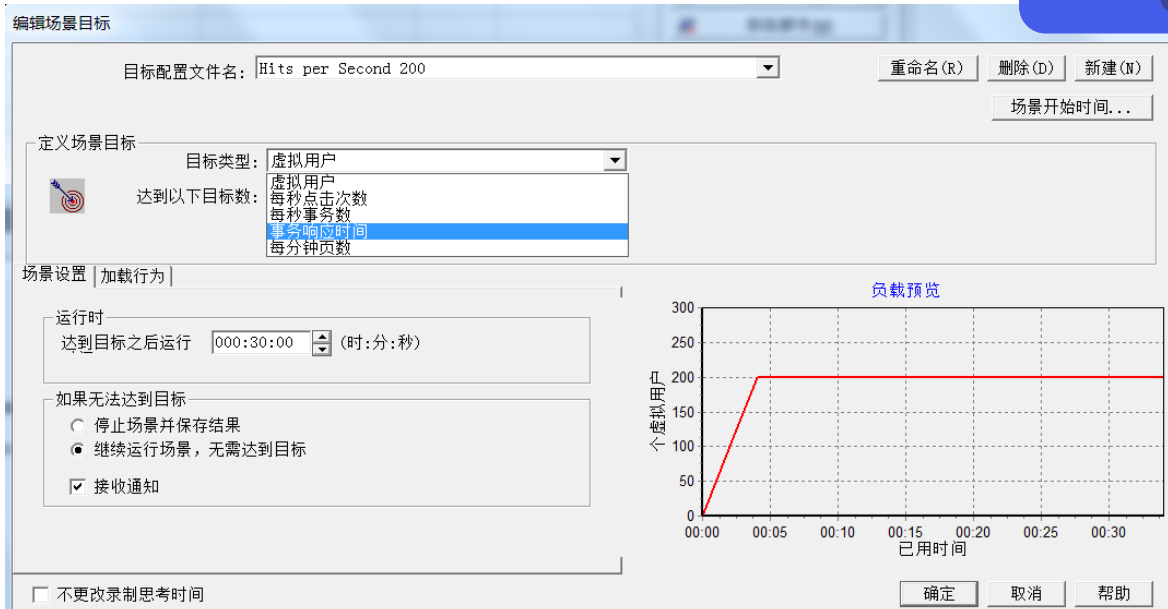 编辑场景目标
目标配置文件名: Hits per Second 200 重命名(R) 删除(D) 新建(N)
场景开始时间...
定义场景目标
目标类型: 虚拟用户
达到以下目标数:
虚拟用户
每秒点击次数
每秒事务数
事务响应时间
每分钟页数
场景设置 加载行为
运行时
达到目标之后运行 000:30:00 (时:分:秒)
如果无法达到目标
停止场景并保存结果
继续运行场景，无需达到目标
接收通知
负载预览
个虚拟用户
300
250
200
150
100
50
0
00:00 00:05 00:10 00:15 00:20 00:25 00:30
已用时间
不更改录制思考时间
确定 取消 帮助